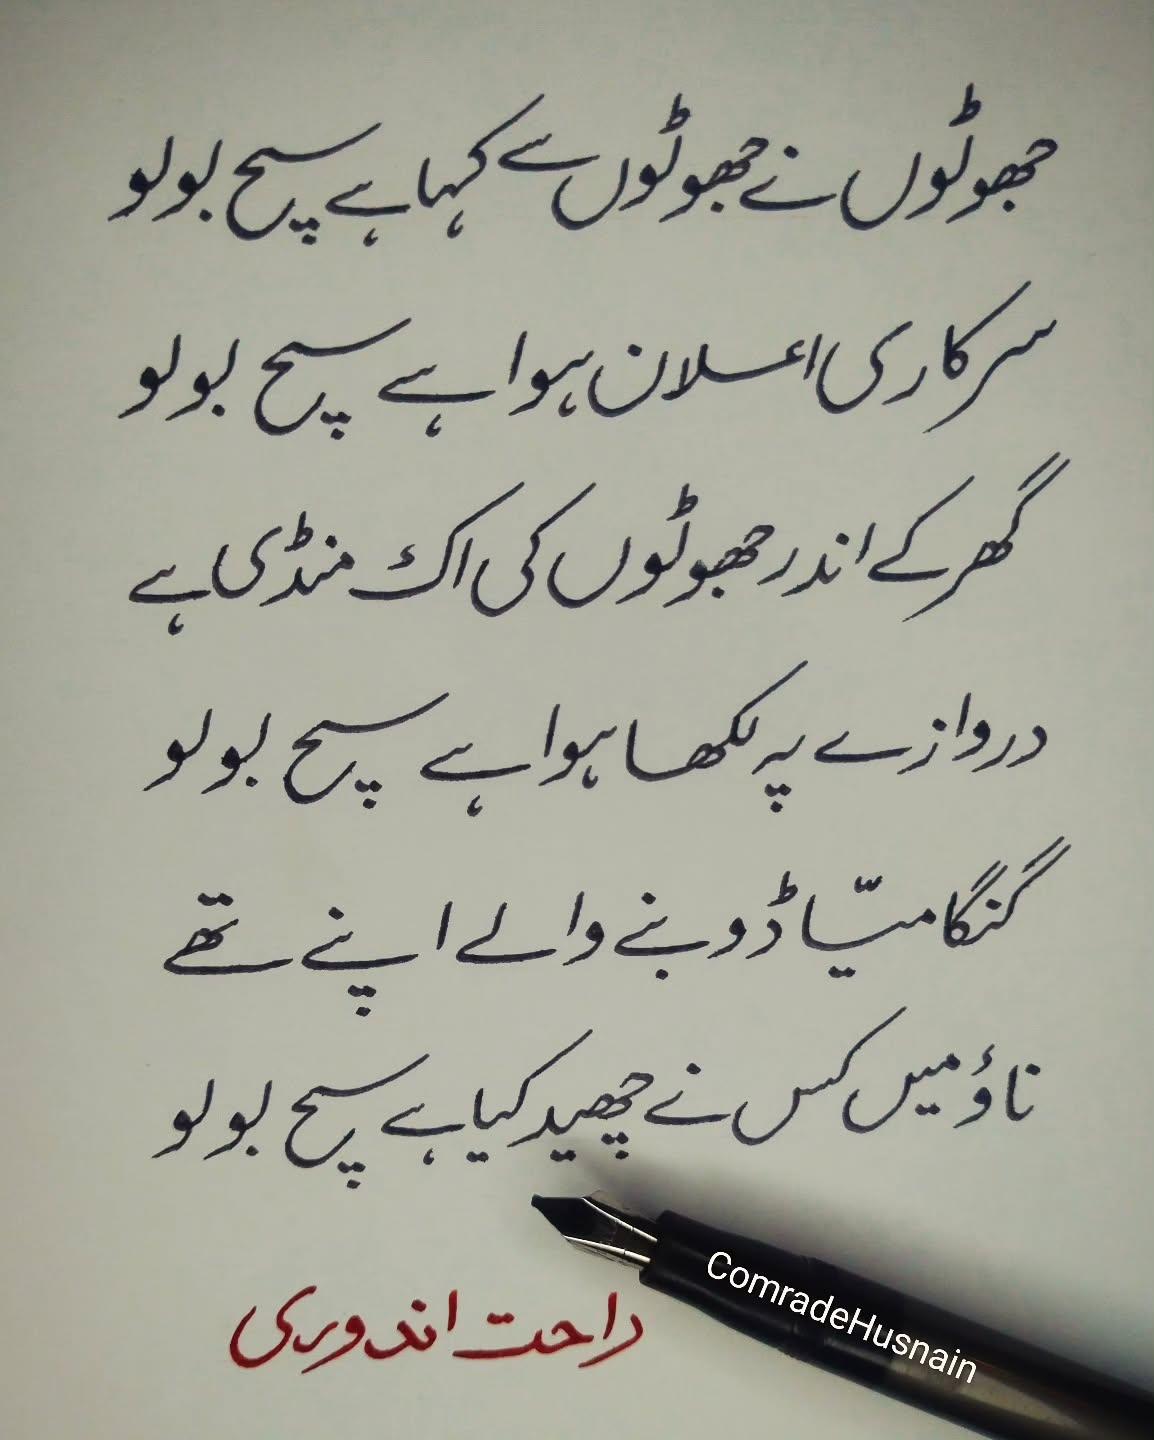 جھوٹوں نے جھوٹوں سے کہا ہے سچ بولو
سرکاری اعلان ہوا ہے سچ بولو
گھر کے اندر جھوٹوں کی اک منڈی ہے
دروازے پہ لکھا ہوا ہے سچ بولو
گنگا میّا ڈوبنے والے اپنے تھے
ناؤ میں کس نے چھید کیا ہے سچ بولو
راحت اندوری
ComradeHusnain